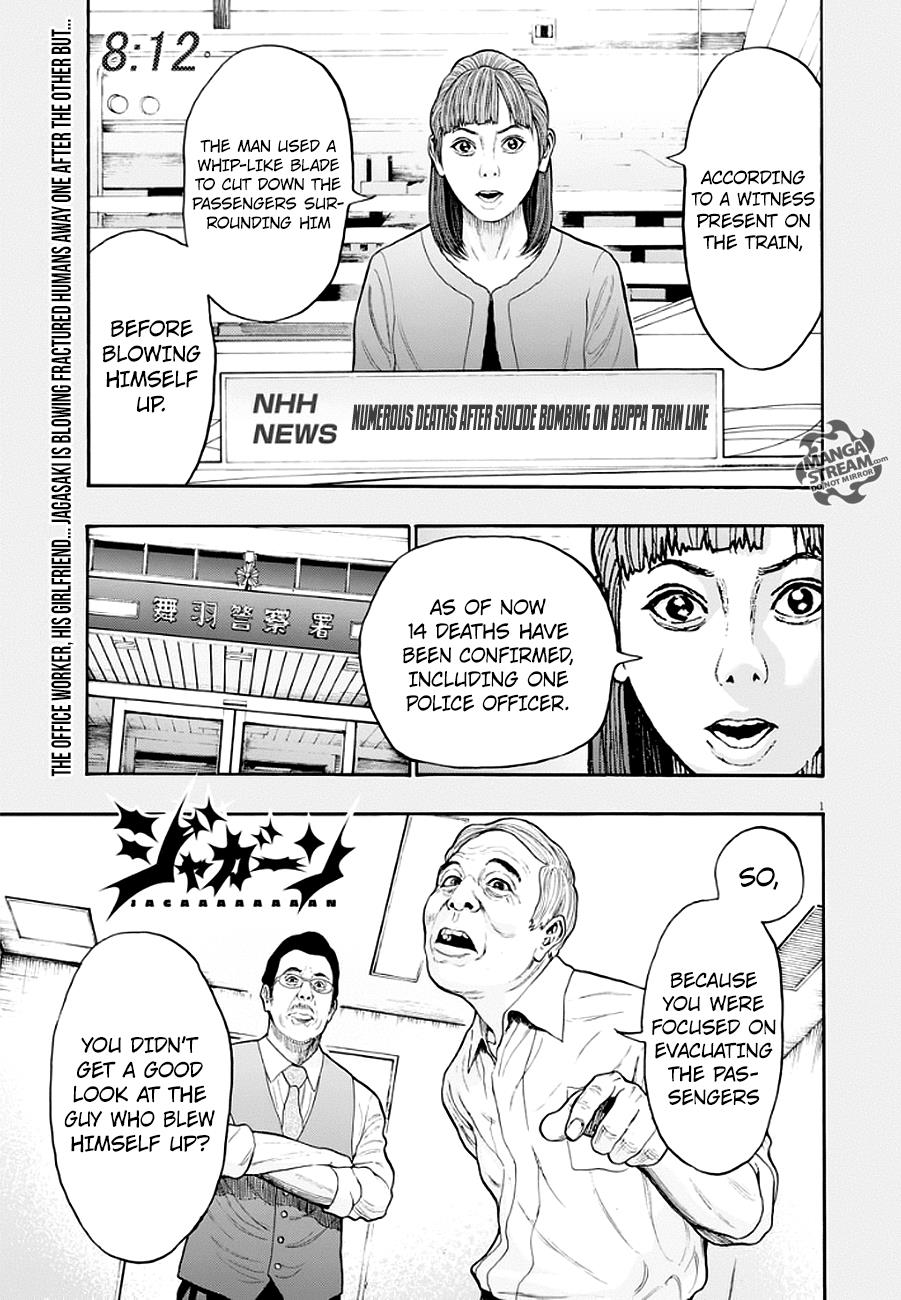 THE OFFICE WORKER, HIS GIRLFRIEND... JAGASAKI IS BLOWING FRACTURED HUMANS AWAY ONE AFTER THE OTHER BUT...
8:12
ACCORDING
TO A WITNESS
PRESENT ON
THE TRAIN,
THE MAN USED A
WHIP-LIKE BLADE
TO CUT DOWN THE
PASSENGERS SUR-
ROUNDING HIM
BEFORE
BLOWING
HIMSELF
UP.
NHH
NEWS
NUMEROUS DEATHS AFTER SUICIDE BOMBING ON BUPPA TRAIN LINE
MANGA
STREAM.com
DO NOT MIRROR
AS OF NOW
14 DEATHS HAVE
BEEN CONFIRMED,
INCLUDING ONE
POLICE OFFICER.
舞羽警察署
1
ジャガーン
JAGAAAAAAAN
SO,
BECAUSE
YOU WERE
FOCUSED ON
EVACUATING
THE PAS-
SENGERS
YOU DIDN'T
GET A GOOD
LOOK AT THE
GUY WHO BLEW
HIMSELF UP?